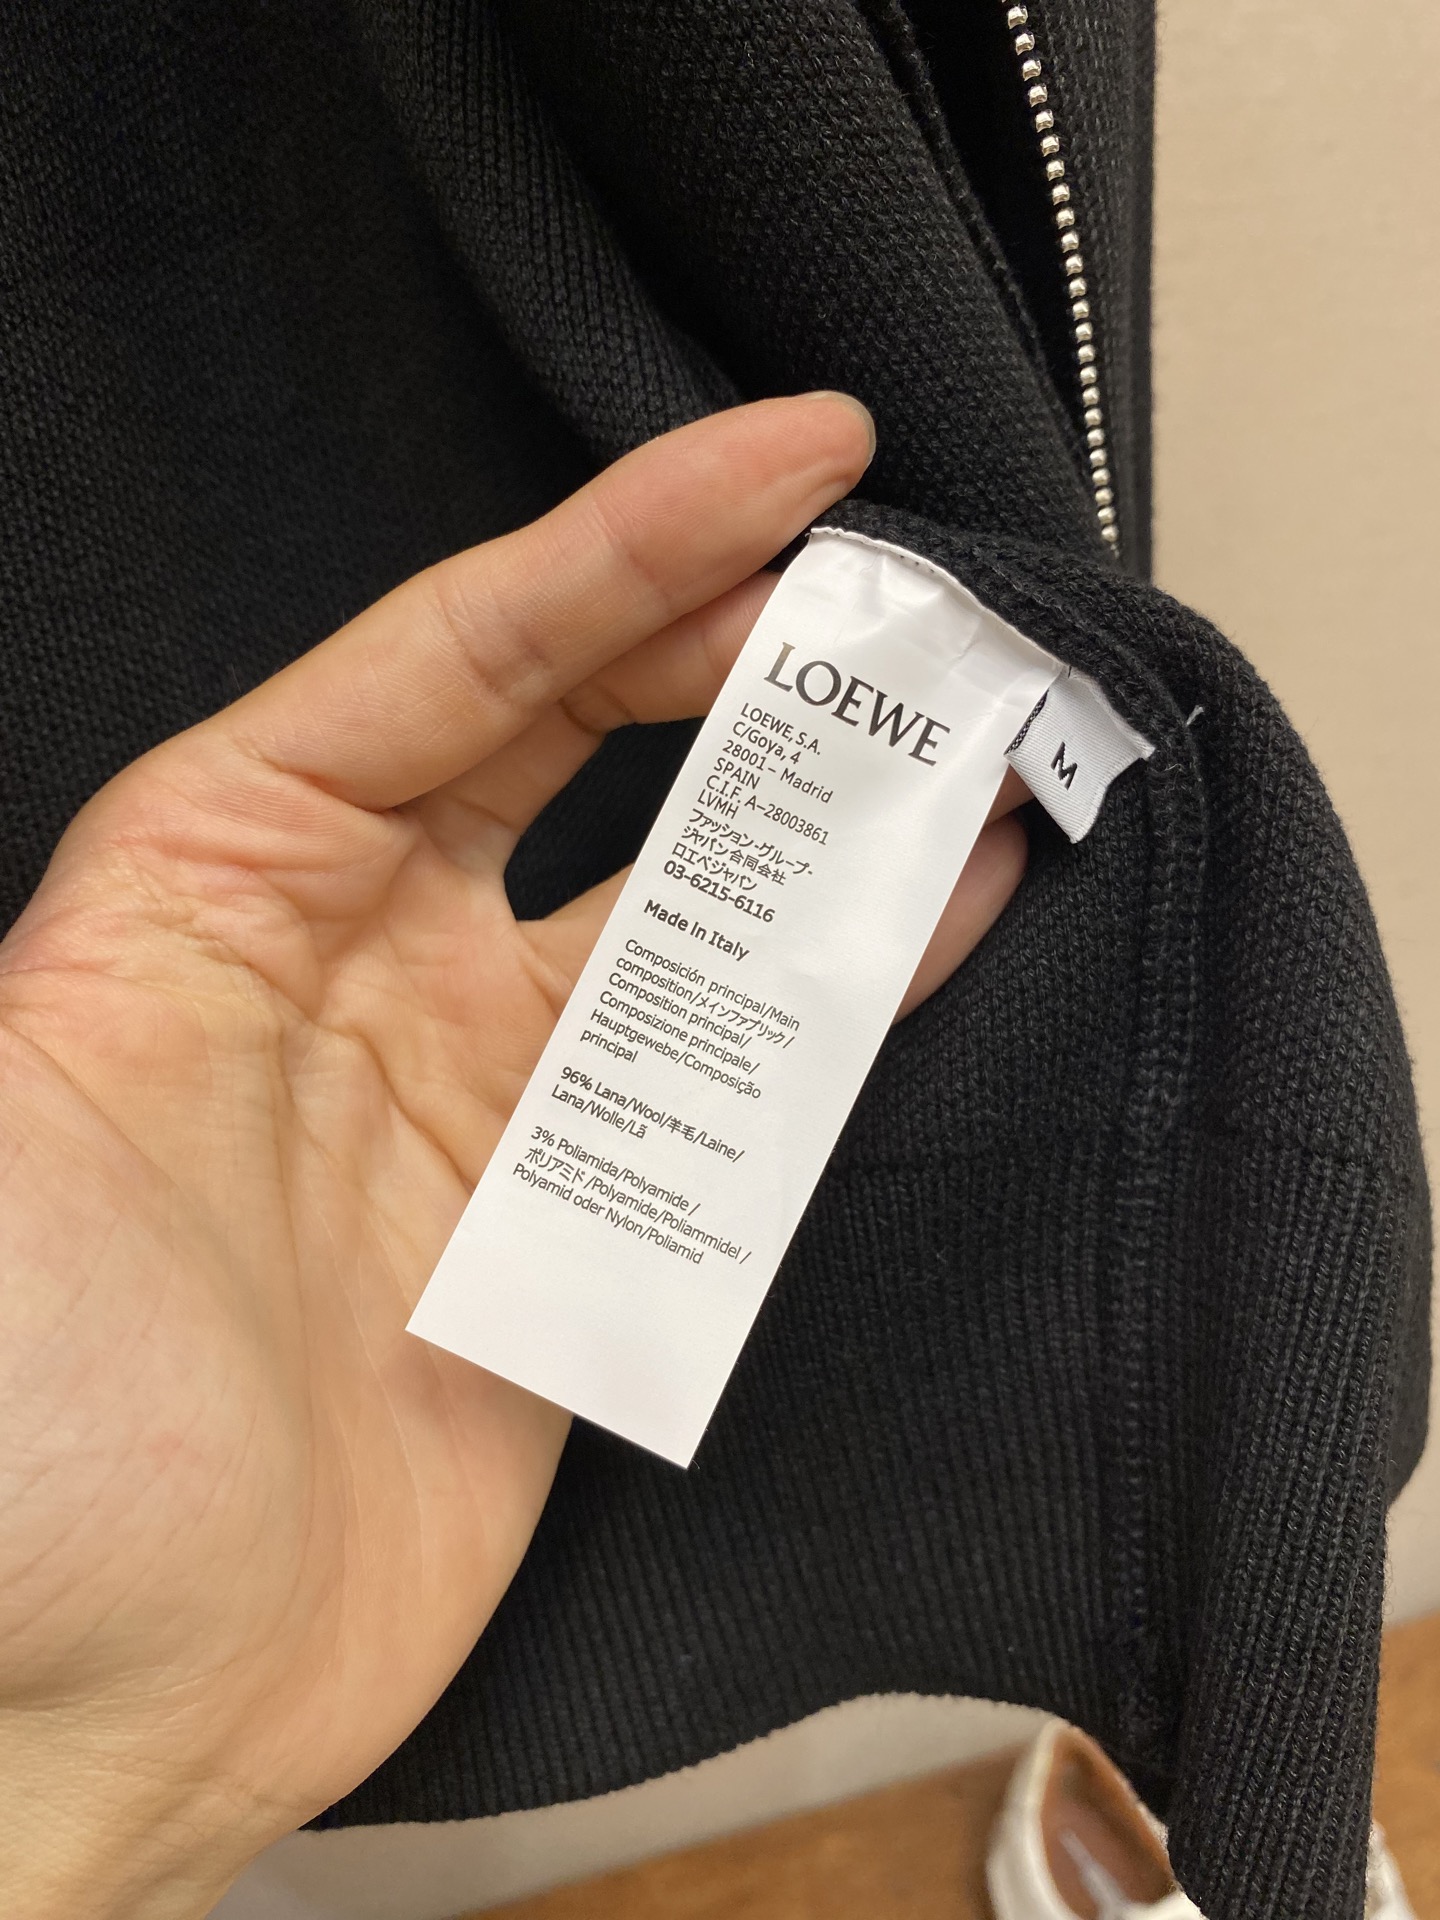 LOEWE
LOEWE, S.A.
C/Goya, 4
28001- Madrid
SPAIN
C.I.F. A-28003861
LVMH
ファッション-グループ-
ジャパン合同会社
ロエベジャパン
03-6215-6116
Made In Italy
Composición principal/Main
composition/メインファブリック/
Composition principal/
Composizione principale/
Hauptgewebe/Composição
principal
96% Lana/Wool/羊毛/Laine/
Lana/Wolle/Lã
3% Poliamida/Polyamide/
ポリアミド/Polyamide/Poliammidel/
Polyamid oder Nylon/Poliamid
M